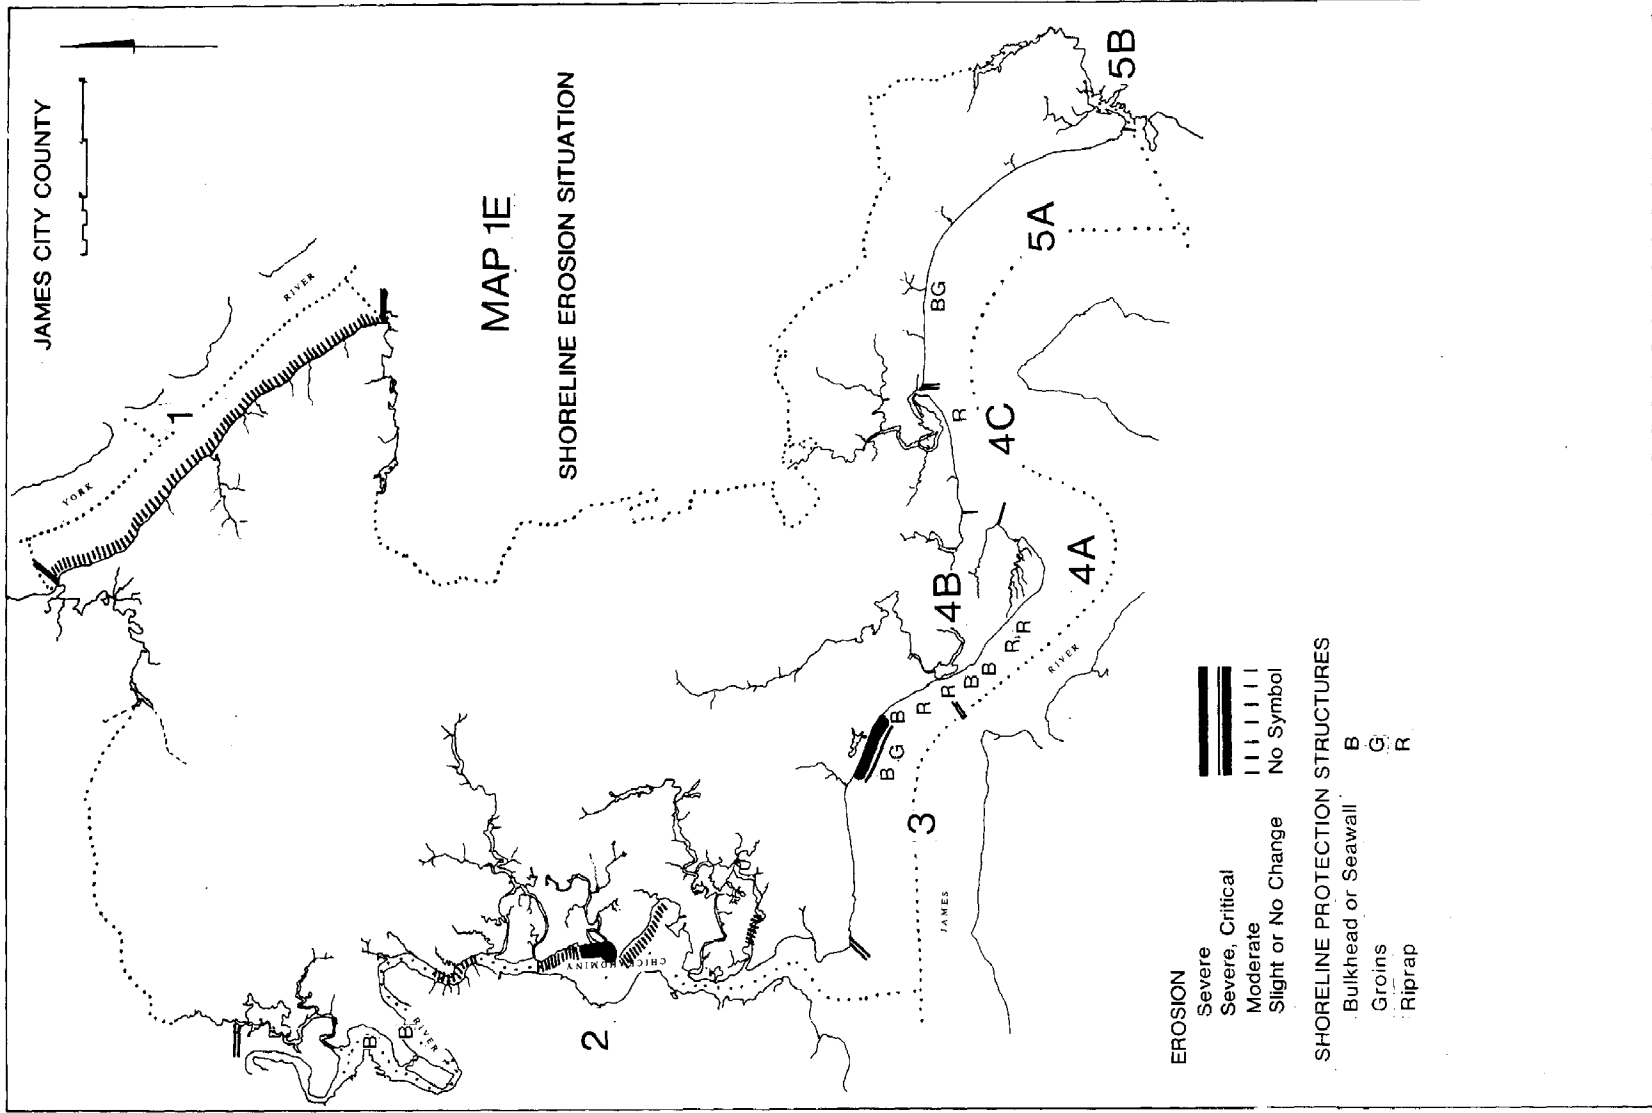 JAMES CITY COUNTY
MAP 1E
SHORELINE EROSION SITUATION
YORK
RIVER
1
CHICKAHOMINY
RIVER
B
B
2
B
G
B
R
R
B
B
R
R
3
4B
4A
4C
R
BG
5A
5B
JAMES
RIVER
EROSION
Severe
Severe, Critical
Moderate
Slight or No Change No Symbol
SHORELINE PROTECTION STRUCTURES
Bulkhead or Seawall B
Groins G
Riprap R